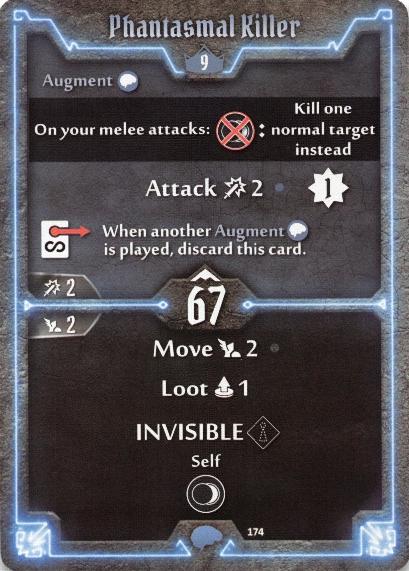 Phantasmal Killer
9
Augment
On your melee attacks: : Kill one
normal target
instead
Attack 2 1
When another Augment
is played, discard this card.
2
67
2
Move 2
Loot 1
INVISIBLE
Self
174